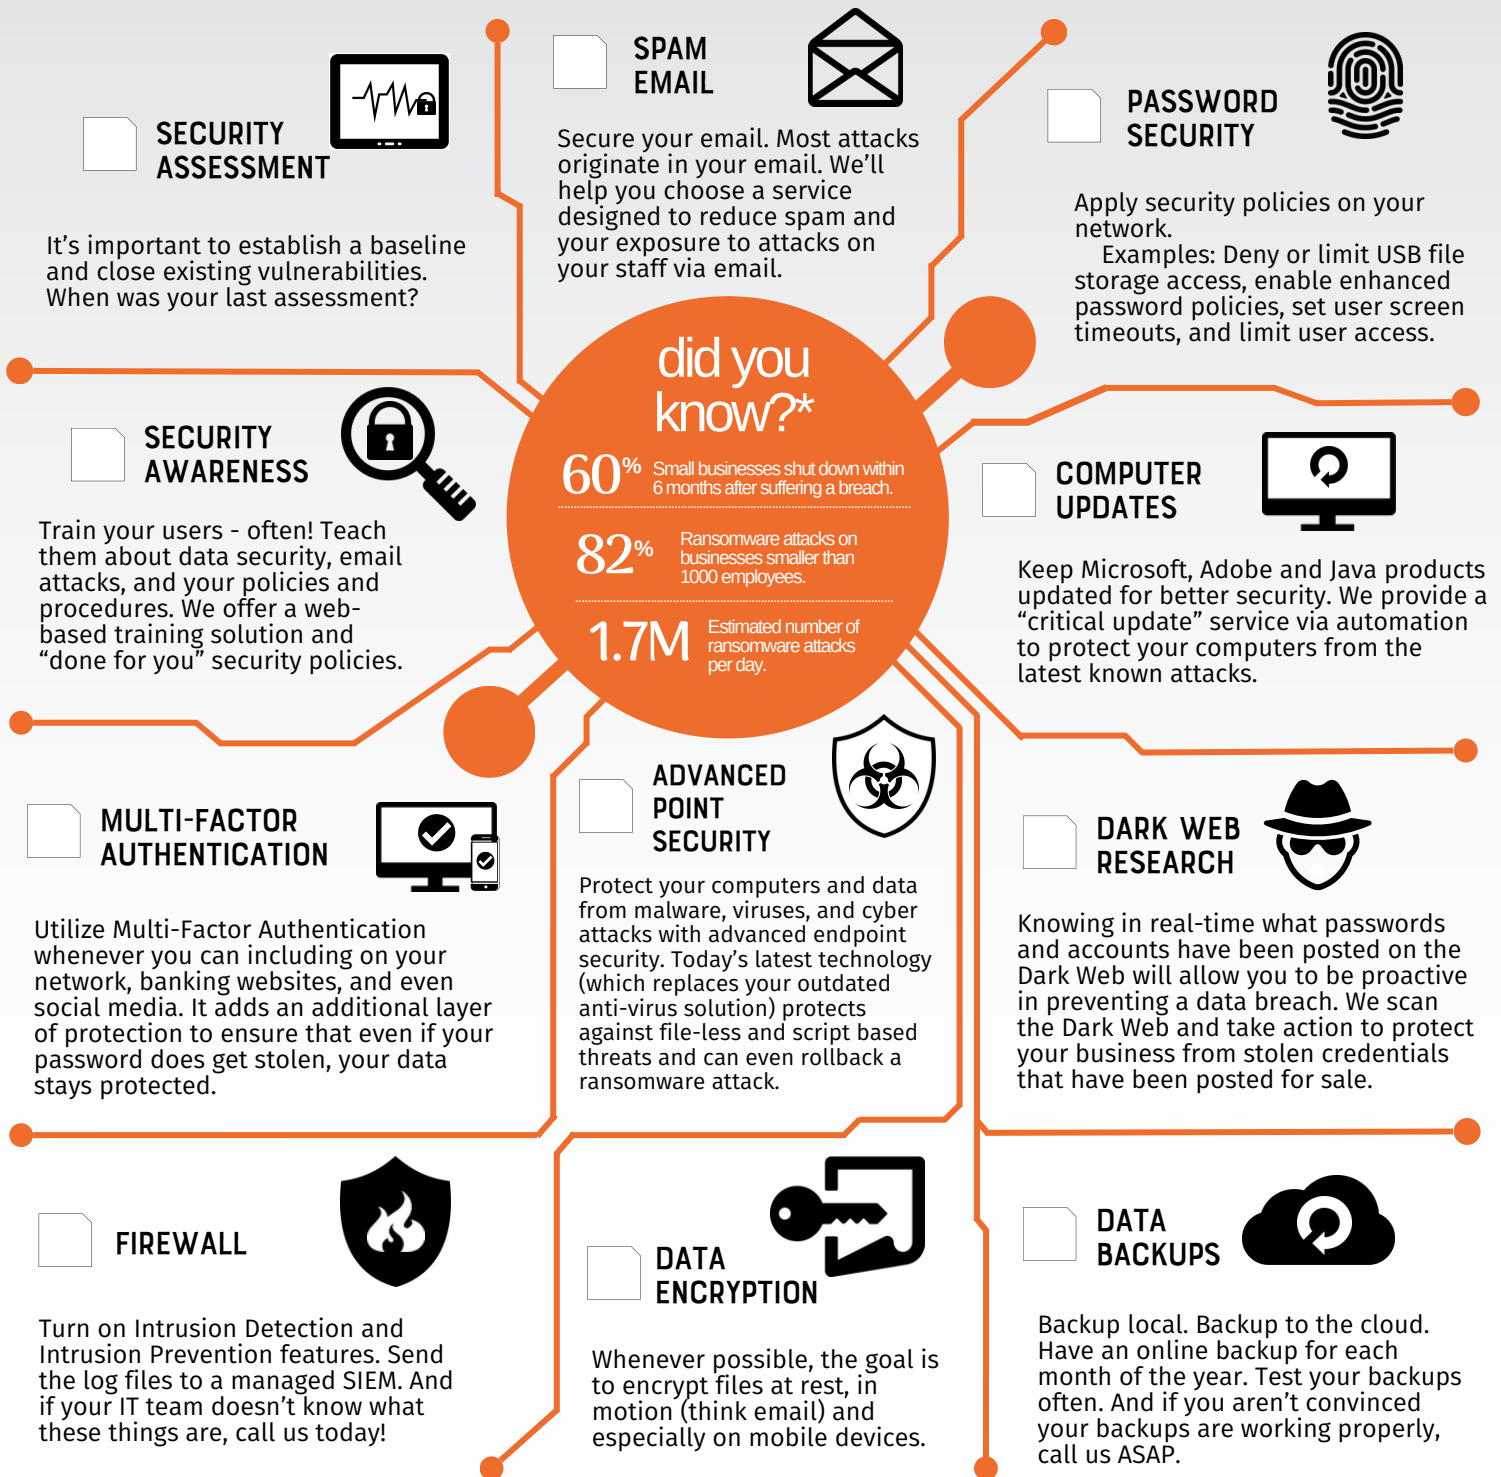 SECURITY
ASSESSMENT
It's important to establish a baseline
and close existing vulnerabilities.
When was your last assessment?
SPAM
EMAIL
Secure your email. Most attacks
originate in your email. We'll
help you choose a service
designed to reduce spam and
your exposure to attacks on
your staff via email.
PASSWORD
SECURITY
Apply security policies on your
network.
Examples: Deny or limit USB file
storage access, enable enhanced
password policies, set user screen
timeouts, and limit user access.
did you
know?*
60% Small businesses shut down within
6 months after suffering a breach.
82% Ransomware attacks on
businesses smaller than
1000 employees.
1.7M Estimated number of
ransomware attacks
per day.
SECURITY
AWARENESS
Train your users - often! Teach
them about data security, email
attacks, and your policies and
procedures. We offer a web-
based training solution and
“done for you” security policies.
COMPUTER
UPDATES
Keep Microsoft, Adobe and Java products
updated for better security. We provide a
“critical update” service via automation
to protect your computers from the
latest known attacks.
MULTI-FACTOR
AUTHENTICATION
Utilize Multi-Factor Authentication
whenever you can including on your
network, banking websites, and even
social media. It adds an additional layer
of protection to ensure that even if your
password does get stolen, your data
stays protected.
ADVANCED
POINT
SECURITY
Protect your computers and data
from malware, viruses, and cyber
attacks with advanced endpoint
security. Today's latest technology
(which replaces your outdated
anti-virus solution) protects
against file-less and script based
threats and can even rollback a
ransomware attack.
DARK WEB
RESEARCH
Knowing in real-time what passwords
and accounts have been posted on the
Dark Web will allow you to be proactive
in preventing a data breach. We scan
the Dark Web and take action to protect
your business from stolen credentials
that have been posted for sale.
FIREWALL
Turn on Intrusion Detection and
Intrusion Prevention features. Send
the log files to a managed SIEM. And
if your IT team doesn't know what
these things are, call us today!
DATA
ENCRYPTION
Whenever possible, the goal is
to encrypt files at rest, in
motion (think email) and
especially on mobile devices.
DATA
BACKUPS
Backup local. Backup to the cloud.
Have an online backup for each
month of the year. Test your backups
often. And if you aren't convinced
your backups are working properly,
call us ASAP.